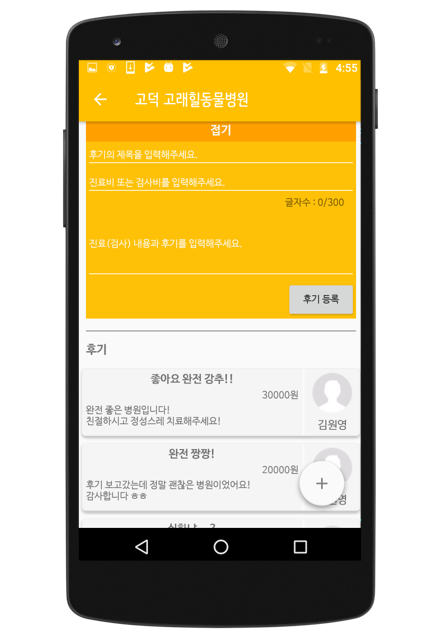 4:55
고덕 고래힐동물병원
접기
후기의 제목을 입력해주세요.
진료비 또는 검사비를 입력해주세요.
글자수 : 0/300
진료(검사) 내용과 후기를 입력해주세요.
후기 등록
후기
좋아요 완전 강추!!
30000원
완전 좋은 병원입니다!
친절하시고 정성스레 치료해주세요!
김원영
완전 짱짱!
20000원
후기 보고갔는데 정말 괜찮은 병원이었어요!
감사합니다 ㅎㅎ